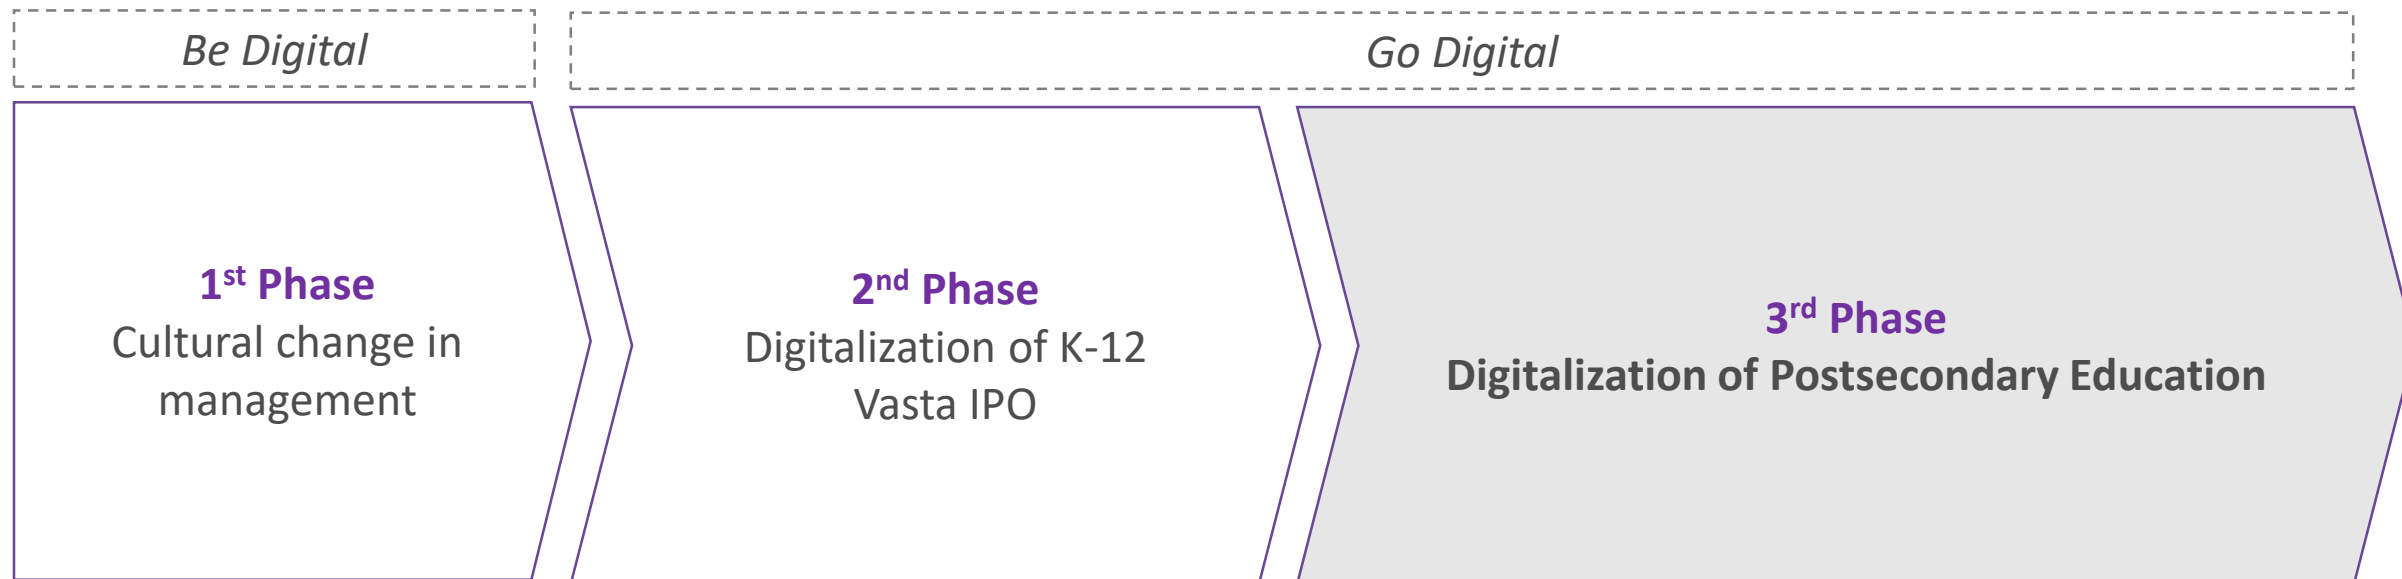 Be Digital
Go Digital
1st Phase
Cultural change in
management
2nd Phase
Digitalization of K-12
Vasta IPO
3rd Phase
Digitalization of Postsecondary Education